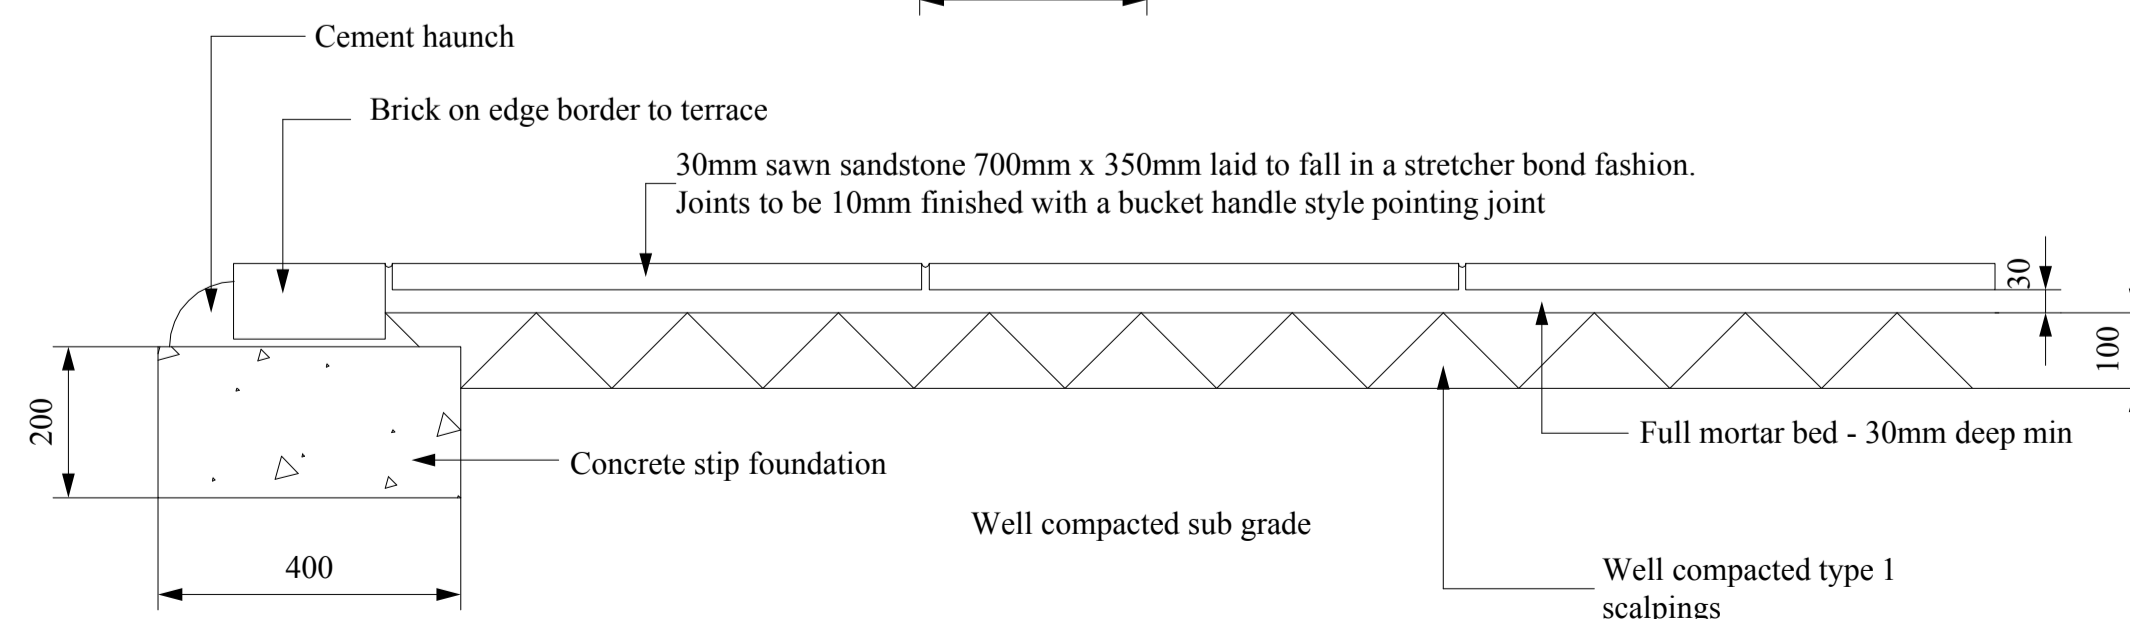 Cement haunch
Brick on edge border to terrace
30mm sawn sandstone 700mm x 350mm laid to fall in a stretcher bond fashion.
Joints to be 10mm finished with a bucket handle style pointing joint
30
100
200
Full mortar bed - 30mm deep min
Concrete stip foundation
Well compacted sub grade
400
Well compacted type 1
scalpings